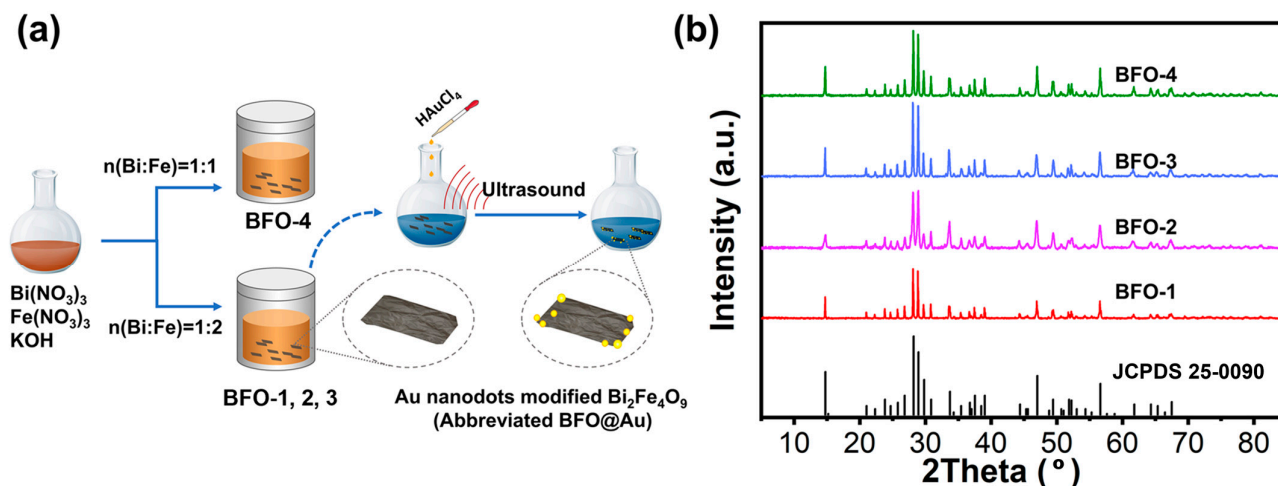 (a)
HAuCl4
n(Bi:Fe)=1:1
BFO-4
Ultrasound
Bi(NO3)3
Fe(NO3)3
KOH
n(Bi:Fe)=1:2
BFO-1, 2, 3
Au nanodots modified Bi2Fe4O9
(Abbreviated BFO@Au)
(b)
Intensity (a.u.)
BFO-4
BFO-3
BFO-2
BFO-1
JCPDS 25-0090
10 20 30 40 50 60 70 80
2Theta (°)